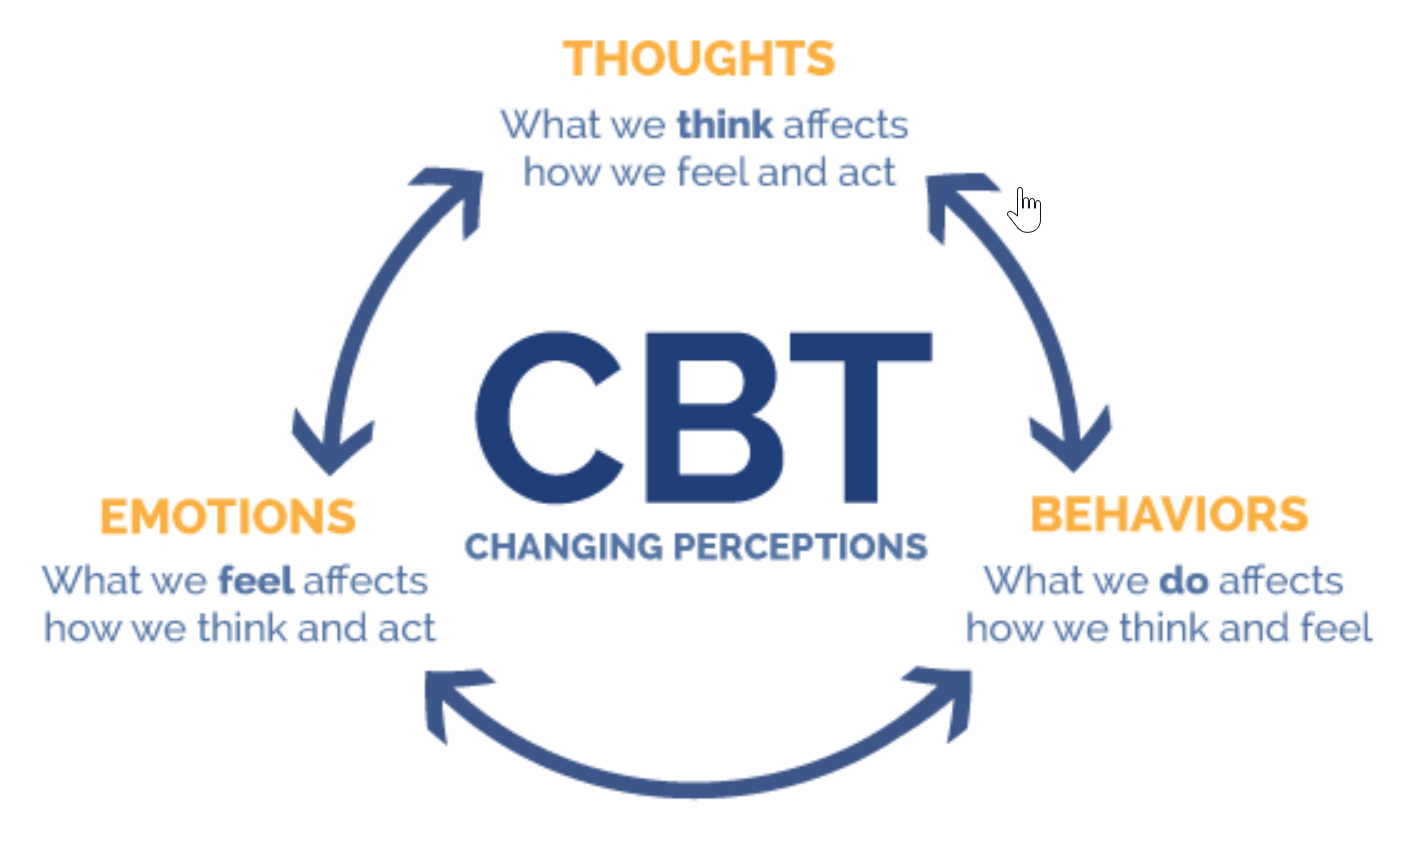 THOUGHTS
What we think affects
how we feel and act
CBT
CHANGING PERCEPTIONS
EMOTIONS
What we feel affects
how we think and act
BEHAVIORS
What we do affects
how we think and feel